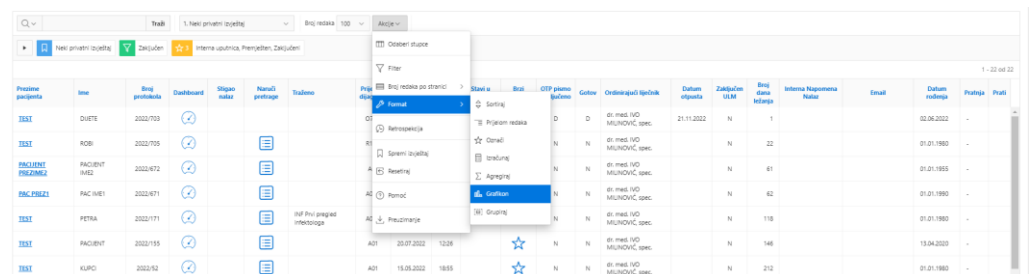 Traži 1. Neki privatni izvještaj Broj redaka 100 Akcije
Neki privatni izvještaj Zaključen 3 Interna uputnica, Premješten, Zaključeni
Odaberi stupce
Filter
Broj redaka po stranici
Format
Retrospekcija
Spremi izvještaj
Resetiraj
Pomoć
Preuzimanje
Sortiraj
Prijelom redaka
Označi
Izračunaj
Agregiraj
Grafikon
Grupiraj
1 - 22 od 22
Prezime pacijenta Ime Broj protokola Dashboard Stigao nalaz Naruči pretrage Traženo Stavi u Brzi OTP pismo Gotov Ordinirajući liječnik Datum otpusta Zaključen ULM Broj dana ležanja Interna Napomena Nalaz Email Datum rođenja Pratnja Prati
TEST DIJETE 2022/703 D D dr. med. IVO MILINOVIĆ, spec. 21.11.2022 N 1 02.06.2022 -
TEST ROBI 2022/705 N N dr. med. IVO MILINOVIĆ, spec. N 22 01.01.1980 -
PACIJENT PREZIME2 PACIJENT IME2 2022/672 N N dr. med. IVO MILINOVIĆ, spec. N 61 01.01.1955 -
PAC PREZ1 PAC IME1 2022/671 N N dr. med. IVO MILINOVIĆ, spec. N 62 01.01.1990 -
TEST PETRA 2022/171 INF Prvi pregled infektologa N N dr. med. IVO MILINOVIĆ, spec. N 118 01.01.1980 -
TEST PACIJENT 2022/155 A01 20.07.2022 12:28 N N dr. med. IVO MILINOVIĆ, spec. N 146 13.04.2020 -
TEST KUPCI 2022/52 A01 15.05.2022 18:53 N N dr. med. IVO MILINOVIĆ, spec. N 212 01.01.1980 -